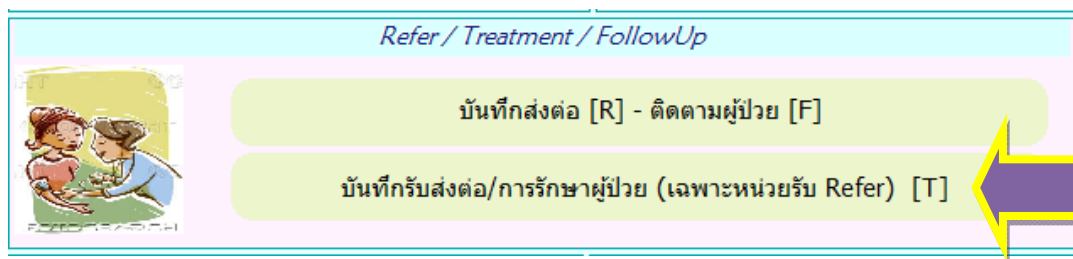 Refer / Treatment / FollowUp
บันทึกส่งต่อ [R] - ติดตามผู้ป่วย [F]
บันทึกรับส่งต่อ/การรักษาผู้ป่วย (เฉพาะหน่วยรับ Refer) [T]